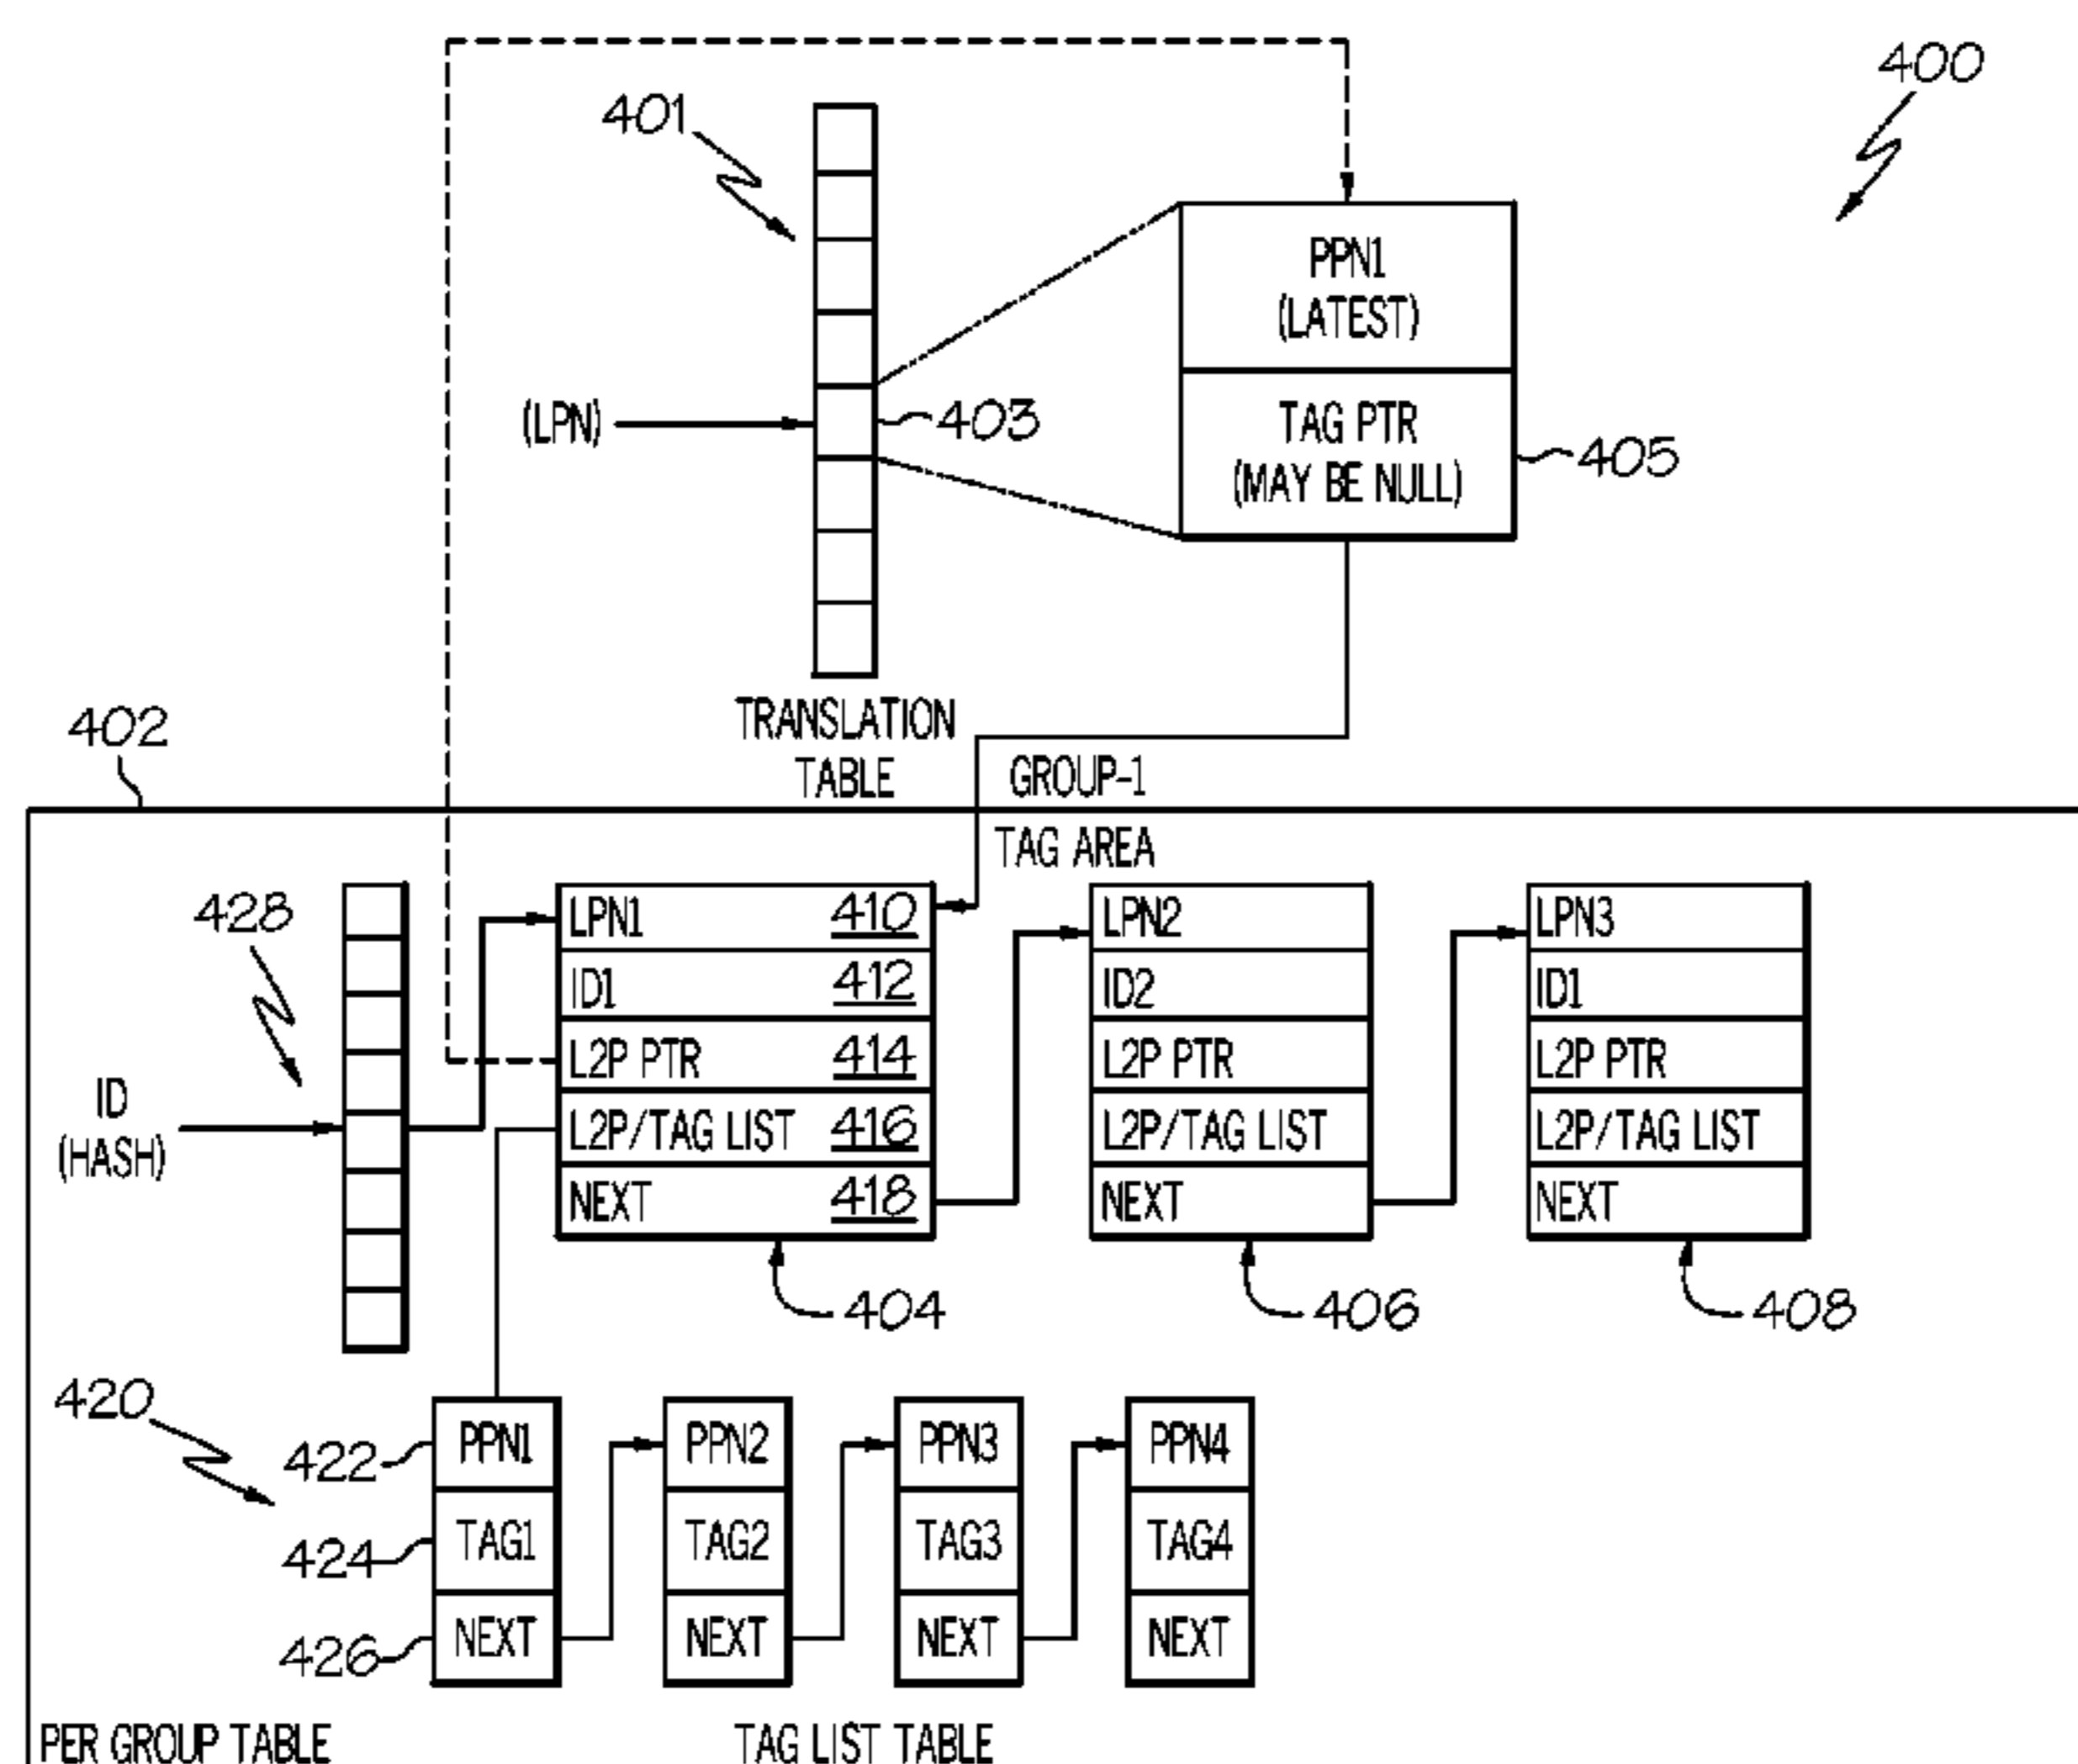 400
401
PPN1
(LATEST)
(LPN)
403
TAG PTR
(MAY BE NULL)
405
TRANSLATION
TABLE
402
GROUP-1
TAG AREA
428
LPN1 410
ID1 412
L2P PTR 414
L2P/TAG LIST 416
NEXT 418
LPN2
ID2
L2P PTR
L2P/TAG LIST
NEXT
LPN3
ID1
L2P PTR
L2P/TAG LIST
NEXT
ID
(HASH)
404
406
408
420
422
424
426
PPN1
TAG1
NEXT
PPN2
TAG2
NEXT
PPN3
TAG3
NEXT
PPN4
TAG4
NEXT
PER GROUP TABLE
TAG LIST TABLE